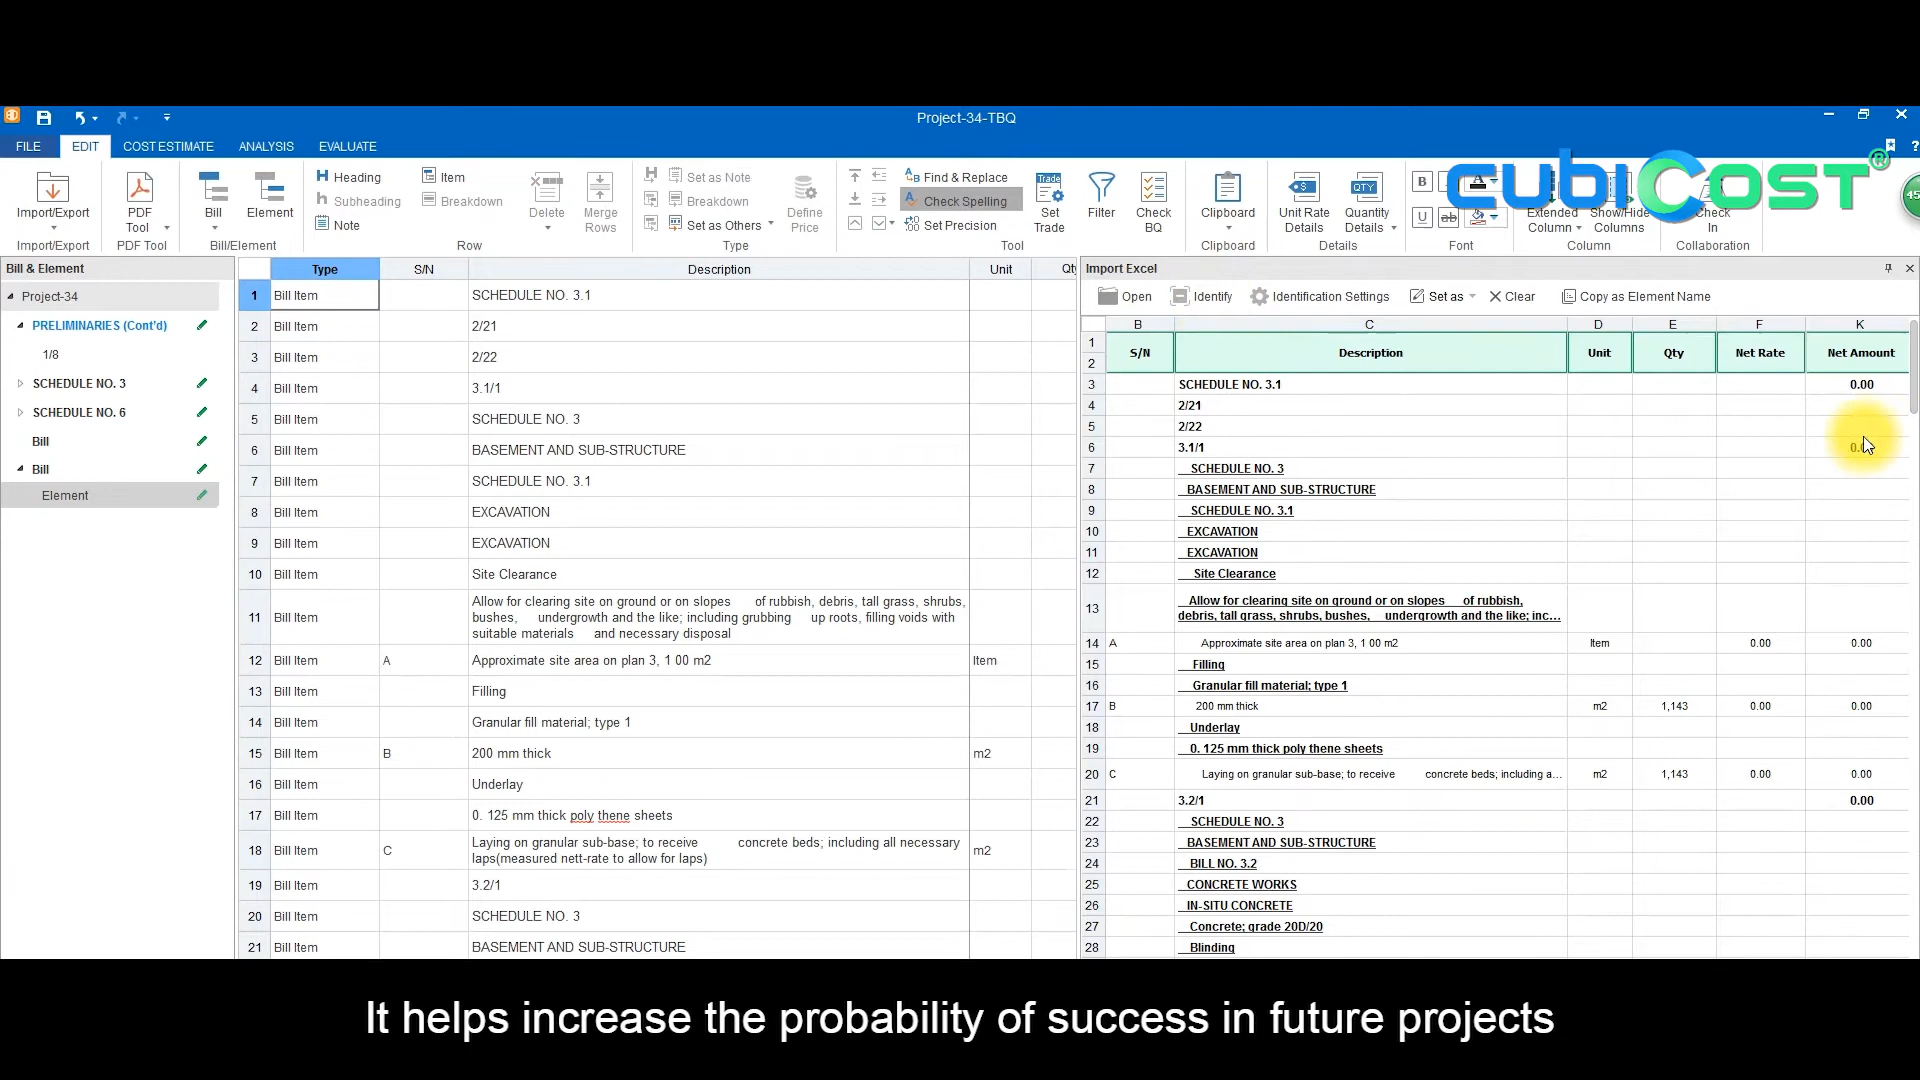 Project-34-TBQ
FILE EDIT COST ESTIMATE ANALYSIS EVALUATE
cubiCost®
Import/Export
PDF Tool
Bill
Element
Heading
Subheading
Note
Item
Breakdown
Delete
Merge Rows
Set as Note
Breakdown
Set as Others
Define Price
Find & Replace
Check Spelling
Set Precision
Trade
Set Trade
Filter
Check BQ
Clipboard
Unit Rate Details
QTY
Quantity Details
B
U
ab
A
Extended Column
Show/Hide Columns
Check In
45
Import/Export PDF Tool Bill/Element Row Type Tool Clipboard Details Font Column Collaboration
Bill & Element
Project-34
PRELIMINARIES (Cont'd)
1/8
SCHEDULE NO. 3
SCHEDULE NO. 6
Bill
Bill
Element
Type S/N Description Unit
1 Bill Item SCHEDULE NO. 3.1
2 Bill Item 2/21
3 Bill Item 2/22
4 Bill Item 3.1/1
5 Bill Item SCHEDULE NO. 3
6 Bill Item BASEMENT AND SUB-STRUCTURE
7 Bill Item SCHEDULE NO. 3.1
8 Bill Item EXCAVATION
9 Bill Item EXCAVATION
10 Bill Item Site Clearance
11 Bill Item Allow for clearing site on ground or on slopes of rubbish, debris, tall grass, shrubs,
bushes, undergrowth and the like; including grubbing up roots, filling voids with
suitable materials and necessary disposal
12 Bill Item A Approximate site area on plan 3, 1 00 m2 Item
13 Bill Item Filling
14 Bill Item Granular fill material; type 1
15 Bill Item B 200 mm thick m2
16 Bill Item Underlay
17 Bill Item 0. 125 mm thick poly thene sheets
18 Bill Item C Laying on granular sub-base; to receive concrete beds; including all necessary
laps(measured nett-rate to allow for laps) m2
19 Bill Item 3.2/1
20 Bill Item SCHEDULE NO. 3
21 Bill Item BASEMENT AND SUB-STRUCTURE
Import Excel
Open Identify Identification Settings Set as Clear Copy as Element Name
B C D E F K
1
2 S/N Description Unit Qty Net Rate Net Amount
3 SCHEDULE NO. 3.1 0.00
4 2/21
5 2/22
6 3.1/1
7 SCHEDULE NO. 3
8 BASEMENT AND SUB-STRUCTURE
9 SCHEDULE NO. 3.1
10 EXCAVATION
11 EXCAVATION
12 Site Clearance
13 Allow for clearing site on ground or on slopes of rubbish,
debris, tall grass, shrubs, bushes, undergrowth and the like; inc...
14 A Approximate site area on plan 3, 1 00 m2 Item 0.00 0.00
15 Filling
16 Granular fill material; type 1
17 B 200 mm thick m2 1,143 0.00 0.00
18 Underlay
19 0. 125 mm thick poly thene sheets
20 C Laying on granular sub-base; to receive concrete beds; including a... m2 1,143 0.00 0.00
21 3.2/1 0.00
22 SCHEDULE NO. 3
23 BASEMENT AND SUB-STRUCTURE
24 BILL NO. 3.2
25 CONCRETE WORKS
26 IN-SITU CONCRETE
27 Concrete; grade 20D/20
28 Blinding
It helps increase the probability of success in future projects